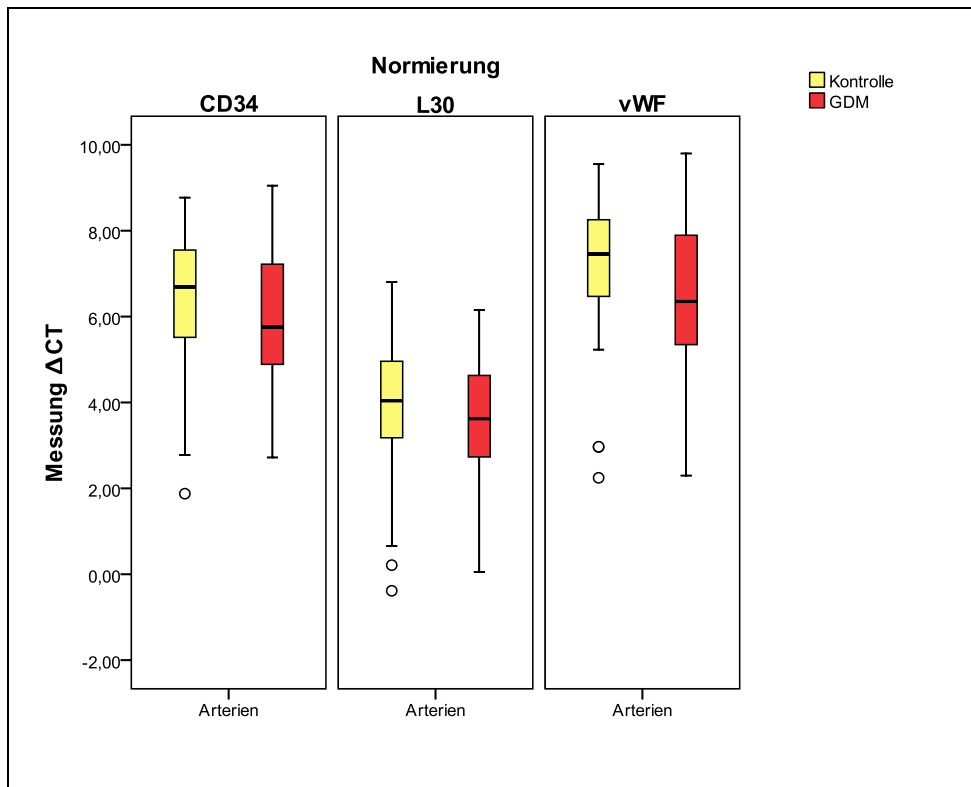 Normierung
CD34 L30 vWF
Kontrolle
GDM
Messung ΔCT
10,00
8,00
6,00
4,00
2,00
0,00
-2,00
Arterien Arterien Arterien